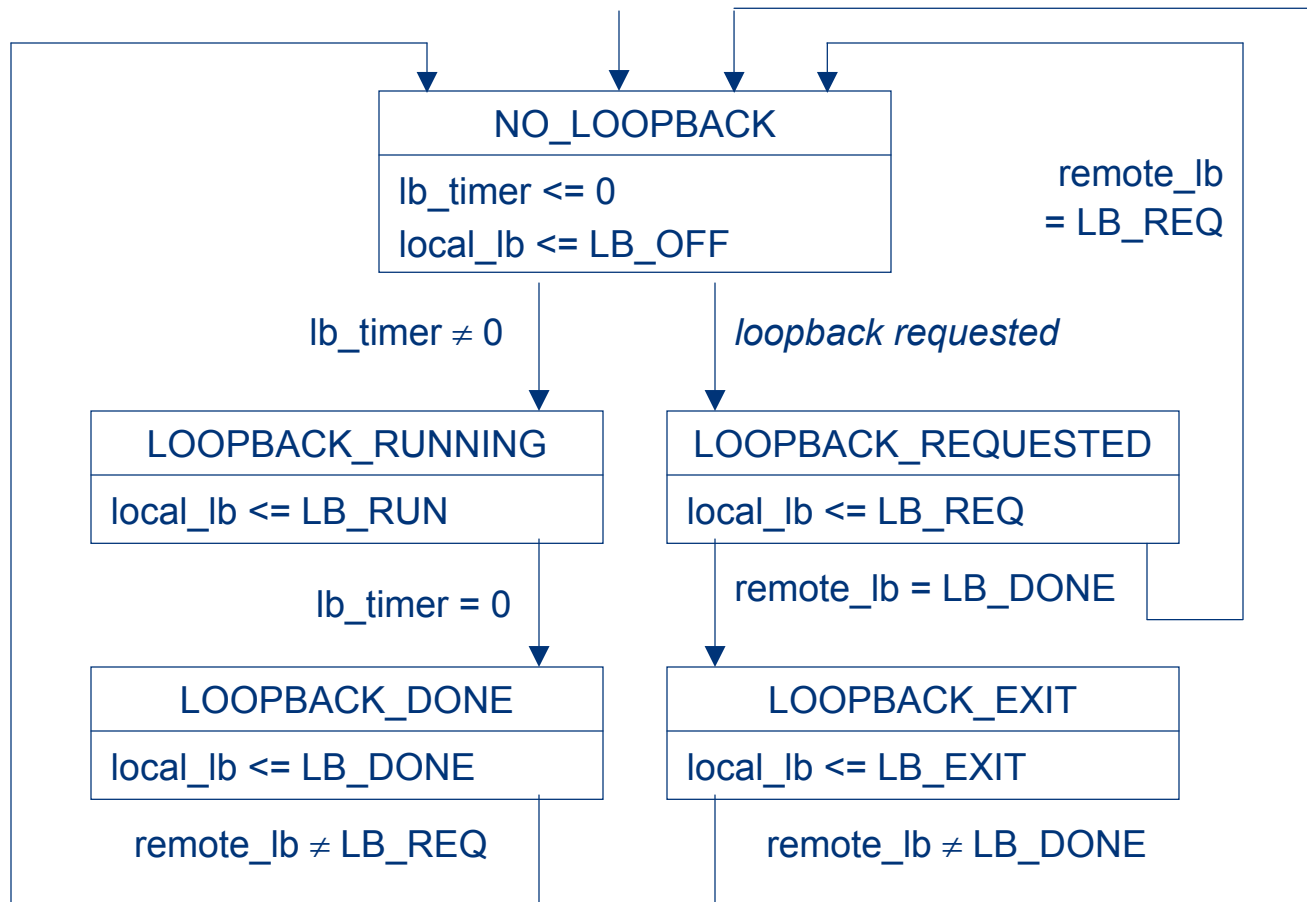 NO_LOOPBACK
lb_timer <= 0
local_lb <= LB_OFF
remote_lb
= LB_REQ
lb_timer ≠ 0
loopback requested
LOOPBACK_RUNNING
local_lb <= LB_RUN
LOOPBACK_REQUESTED
local_lb <= LB_REQ
lb_timer = 0
remote_lb = LB_DONE
LOOPBACK_DONE
local_lb <= LB_DONE
LOOPBACK_EXIT
local_lb <= LB_EXIT
remote_lb ≠ LB_REQ
remote_lb ≠ LB_DONE